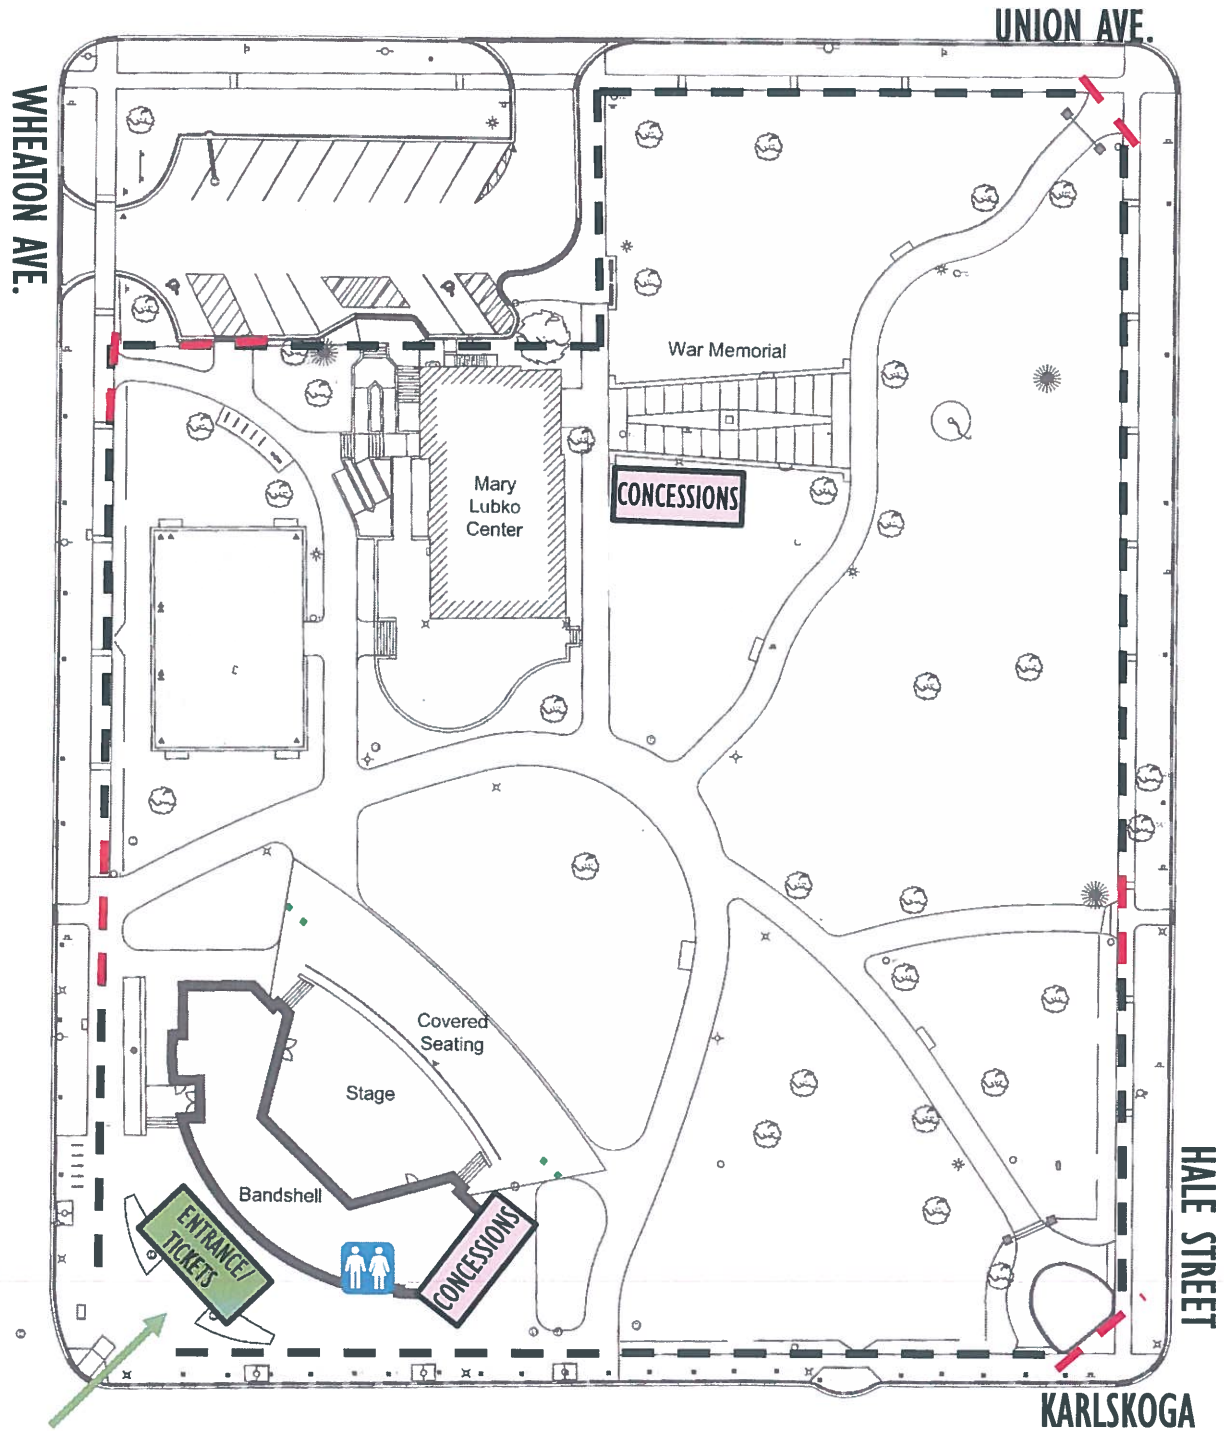 UNION AVE.
WHEATON AVE.
War Memorial
CONCESSIONS
Mary
Lubko
Center
Covered
Seating
Stage
Bandshell
ENTRANCE/
TICKETS
CONCESSIONS
HALE STREET
KARLSKOGA